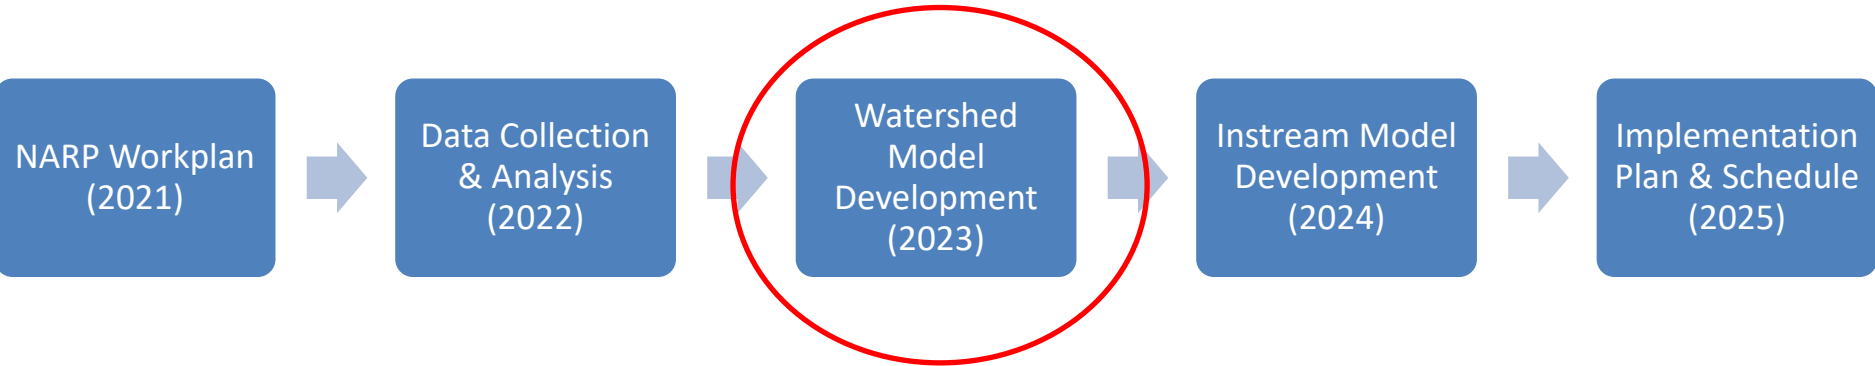 NARP Workplan
(2021)
Data Collection
& Analysis
(2022)
Watershed
Model
Development
(2023)
Instream Model
Development
(2024)
Implementation
Plan & Schedule
(2025)